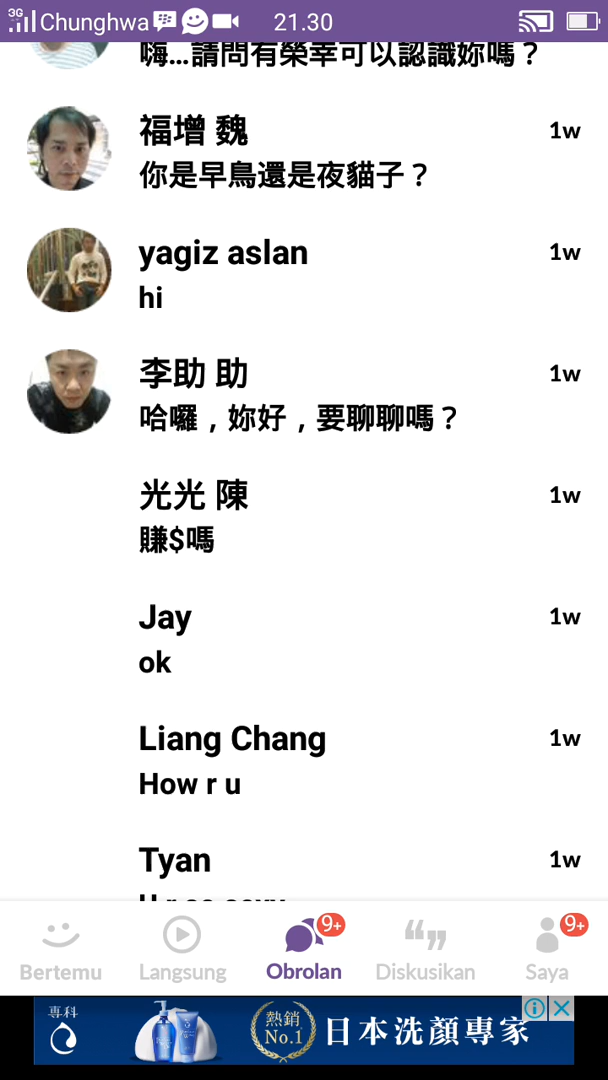 3G Chunghwa 21.30
嗨...請問有榮幸可以認識妳嗎？
福增 魏 1w
你是早鳥還是夜貓子？
yagiz aslan 1w
hi
李助 助 1w
哈囉，妳好，要聊聊嗎？
光光 陳 1w
賺$嗎
Jay 1w
ok
Liang Chang 1w
How r u
Tyan 1w
U r so sexy
9+ 9+
Bertemu Langsung Obrolan Diskusikan Saya
專科 熱銷 No.1 日本洗顏專家